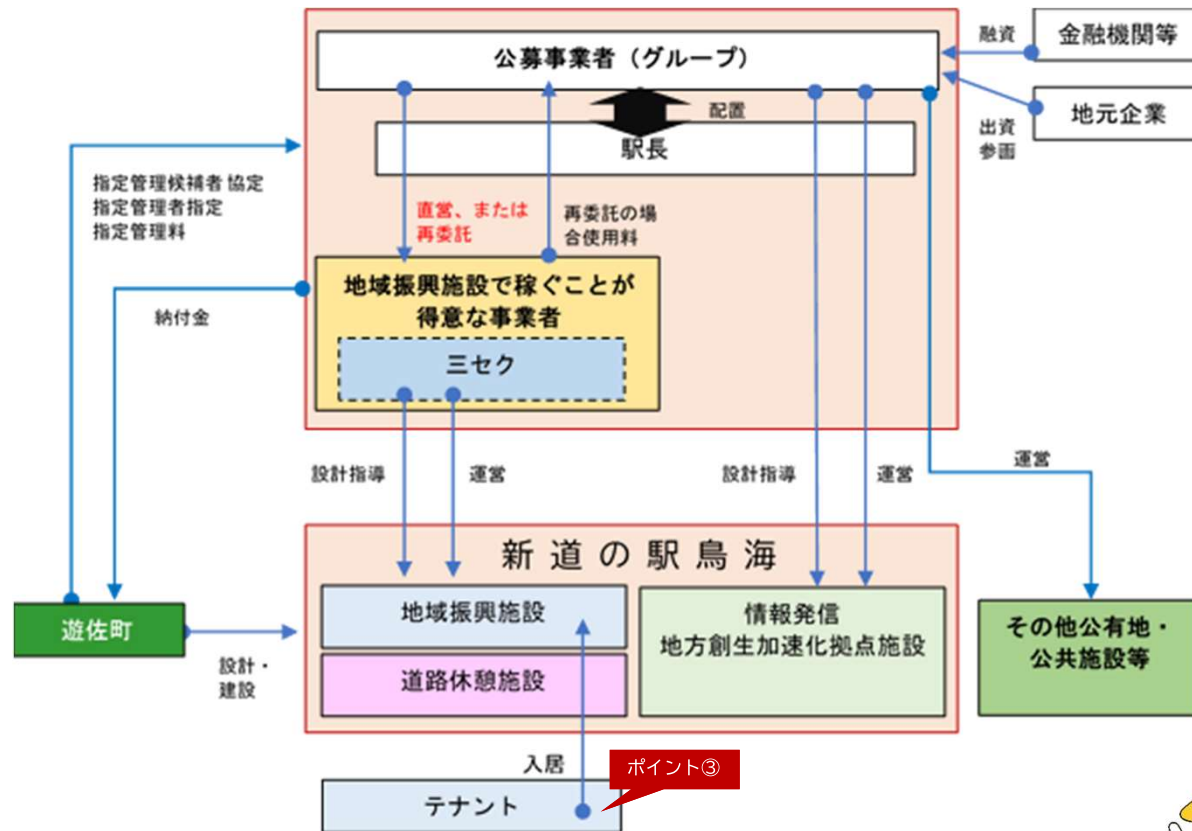 公募事業者（グループ）
融資
金融機関等
配置
駅長
出資
参画
地元企業
指定管理候補者 協定
指定管理者指定
指定管理料
直営、または
再委託
再委託の場
合使用料
地域振興施設で稼ぐことが
得意な事業者
三セク
納付金
設計指導
運営
設計指導
運営
運営
新道の駅鳥海
地域振興施設
道路休憩施設
情報発信
地方創生加速化拠点施設
その他公有地・
公共施設等
遊佐町
設計・
建設
入居
ポイント③
テナント